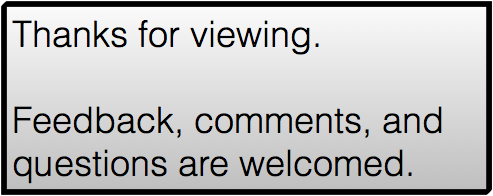 Thanks for viewing.
Feedback, comments, and
questions are welcomed.